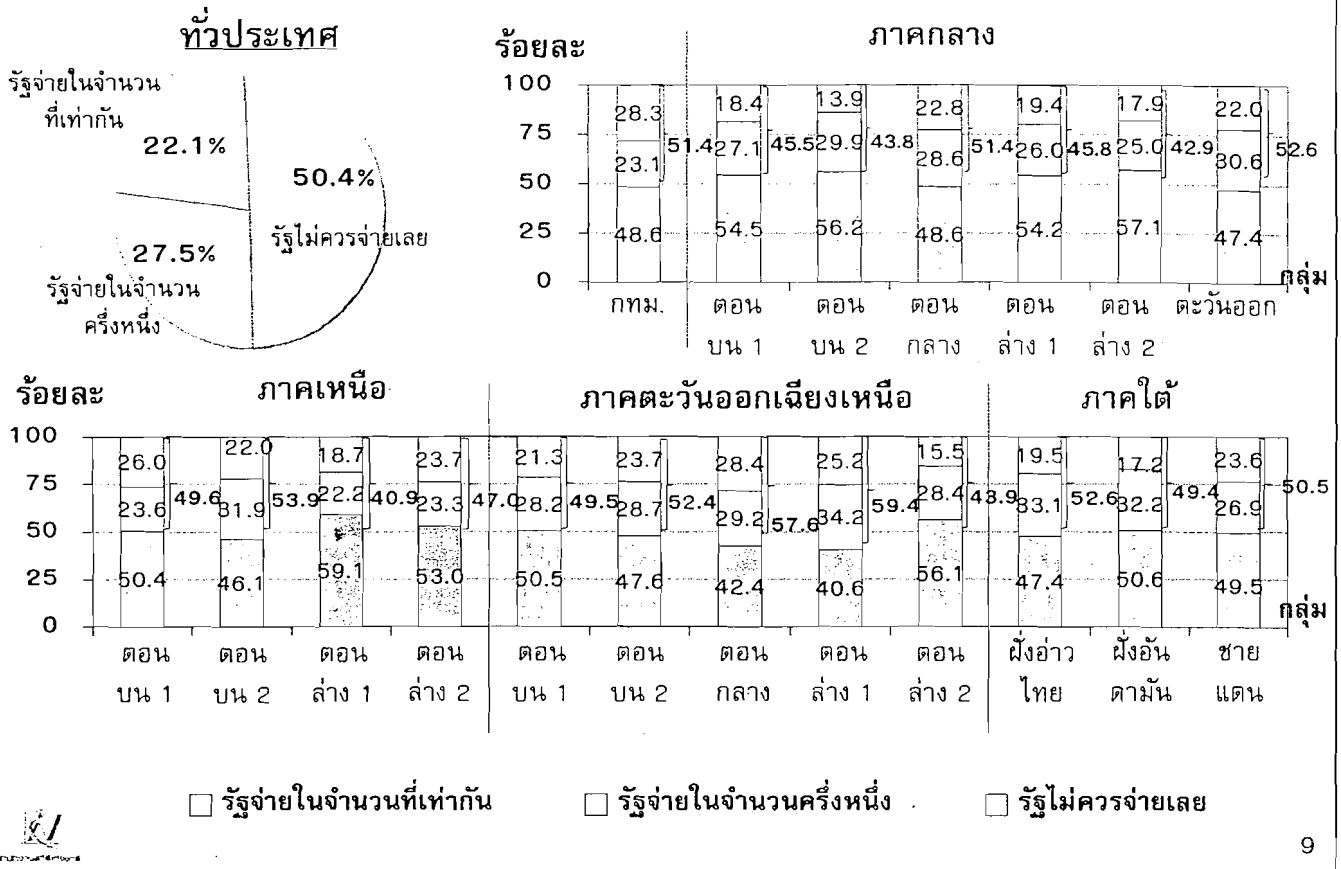 ทั่วประเทศ
รัฐจ่ายในจำนวน
ที่เท่ากัน
22.1%
50.4%
รัฐไม่ควรจ่ายเลย
27.5%
รัฐจ่ายในจำนวน
ครึ่งหนึ่ง
ร้อยละ
ภาคกลาง
100
28.3 18.4 13.9 22.8 19.4 17.9 22.0
75
23.1 51.4 27.1 45.5 29.9 43.8 28.6 51.4 26.0 45.8 25.0 42.9 30.6 52.6
50
25
48.6 54.5 56.2 48.6 54.2 57.1 47.4
0
กลุ่ม
กทม. ตอน ตอน ตอน ตอน ตอน ตะวันออก
บน 1 บน 2 กลาง ล่าง 1 ล่าง 2
ร้อยละ
ภาคเหนือ ภาคตะวันออกเฉียงเหนือ ภาคใต้
100
26.0 22.0 18.7 23.7 21.3 23.7 28.4 25.2 15.5 19.5 17.2 23.6
75
23.6 49.6 31.9 53.9 22.2 40.9 23.3 47.0 28.2 49.5 28.7 52.4 29.2 57.6 34.2 59.4 28.4 43.9 33.1 52.6 32.2 49.4 26.9 50.5
50
25
50.4 46.1 59.1 53.0 50.5 47.6 42.4 40.6 56.1 47.4 50.6 49.5
0
กลุ่ม
ตอน ตอน ตอน ตอน ตอน ตอน ตอน ตอน ตอน ฝั่งอ่าว ฝั่งอัน ชาย
บน 1 บน 2 ล่าง 1 ล่าง 2 บน 1 บน 2 กลาง ล่าง 1 ล่าง 2 ไทย ดามัน แดน
รัฐจ่ายในจำนวนที่เท่ากัน รัฐจ่ายในจำนวนครึ่งหนึ่ง รัฐไม่ควรจ่ายเลย
9